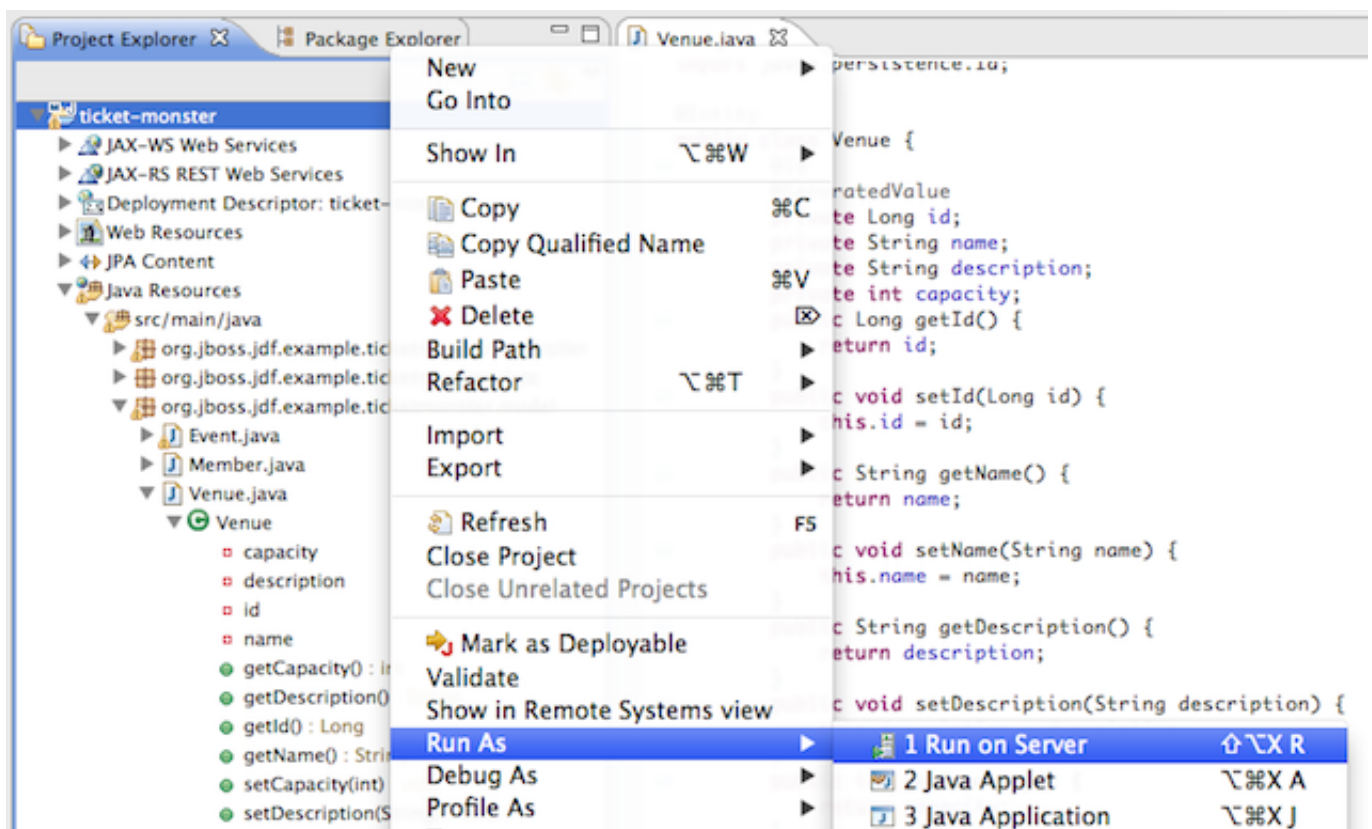 Project Explorer
Package Explorer
Venue.java
ticket-monster
JAX-WS Web Services
JAX-RS REST Web Services
Deployment Descriptor: ticket-
Web Resources
JPA Content
Java Resources
src/main/java
org.jboss.jdf.example.tic
org.jboss.jdf.example.tic
org.jboss.jdf.example.tic
Event.java
Member.java
Venue.java
Venue
capacity
description
id
name
getCapacity() : in
getDescription()
getId() : Long
getName() : Stri
setCapacity(int)
setDescription(S
New
Go Into
Show In ⌥⌘W
Copy ⌘C
Copy Qualified Name
Paste ⌘V
Delete ⌦
Build Path
Refactor ⌥⌘T
Import
Export
Refresh F5
Close Project
Close Unrelated Projects
Mark as Deployable
Validate
Show in Remote Systems view
Run As
Debug As
Profile As
1 Run on Server ⇧⌥X R
2 Java Applet ⌥⌘X A
3 Java Application ⌥⌘X J
persistence.id;
Venue {
ratedValue
te Long id;
te String name;
te String description;
te int capacity;
c Long getId() {
eturn id;
c void setId(Long id) {
his.id = id;
c String getName() {
eturn name;
c void setName(String name) {
his.name = name;
c String getDescription() {
eturn description;
c void setDescription(String description) {